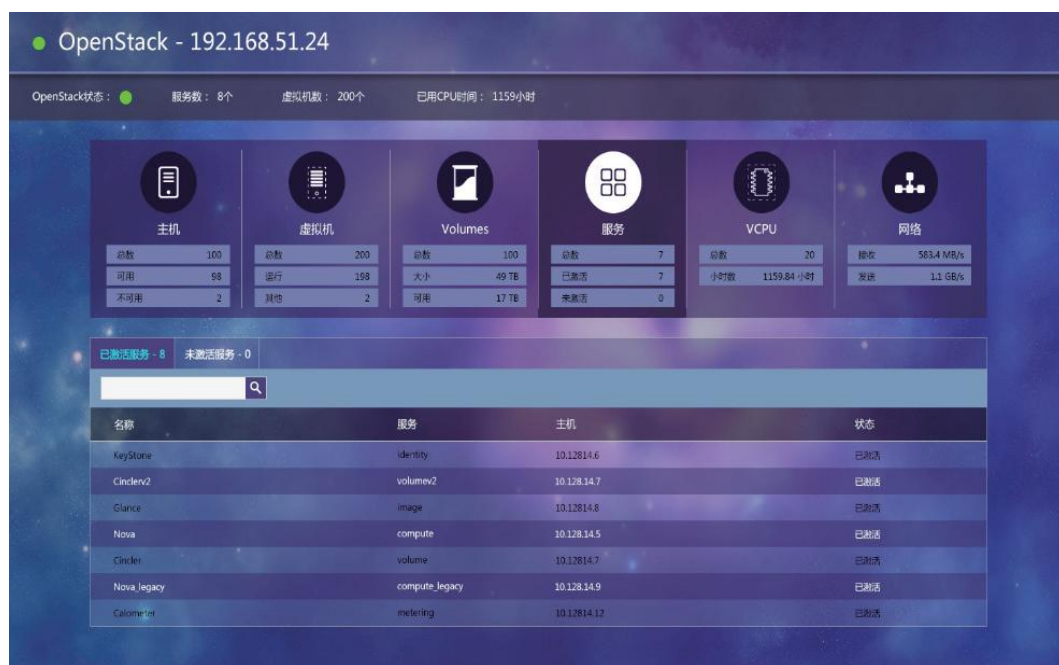 OpenStack - 192.168.51.24
OpenStack状态： 服务数： 8个 虚拟机数： 200个 已用CPU时间： 1159小时
主机 虚拟机 Volumes 服务 VCPU 网络
总数 100 总数 200 总数 100 总数 7 总数 20 接收 583.4 MB/s
可用 98 运行 198 大小 49 TB 已激活 7 小时数 1159.84 小时 发送 1.1 GB/s
不可用 2 其他 2 可用 17 TB 未激活 0
已激活服务 - 8 未激活服务 - 0
名称 服务 主机 状态
KeyStone identity 10.12814.6 已激活
Cinclerv2 volumev2 10.128.14.7 已激活
Glance image 10.12814.8 已激活
Nova compute 10.128.14.5 已激活
Cincler volume 10.12814.7 已激活
Nova_legacy compute_legacy 10.128.14.9 已激活
Calometer metering 10.12814.12 已激活